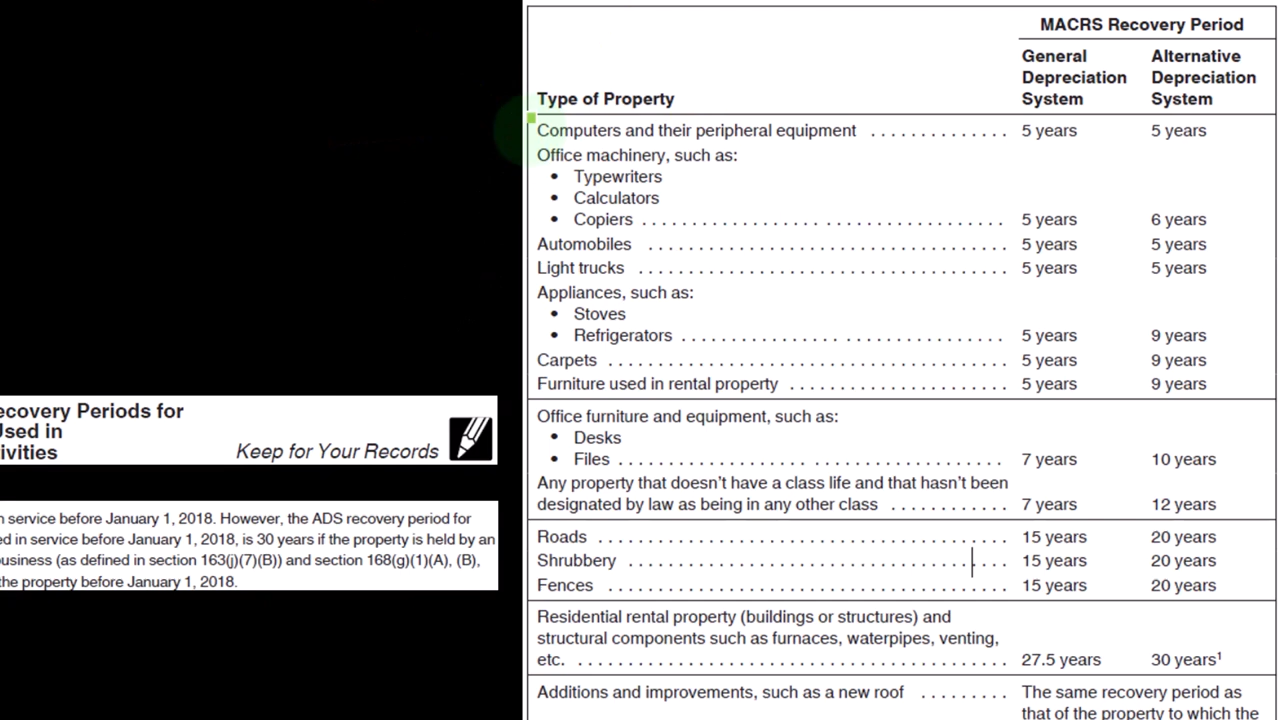 ecovery Periods for
Used in
ivities
Keep for Your Records
n service before January 1, 2018. However, the ADS recovery period for
ed in service before January 1, 2018, is 30 years if the property is held by an
business (as defined in section 163(j)(7)(B)) and section 168(g)(1)(A), (B),
the property before January 1, 2018.
MACRS Recovery Period
Type of Property General Depreciation System Alternative Depreciation System
Computers and their peripheral equipment . . . . . . . . . . . . . . 5 years 5 years
Office machinery, such as:
• Typewriters
• Calculators
• Copiers . . . . . . . . . . . . . . . . . . . . . . . . . . . . . . . . . . . . . 5 years 6 years
Automobiles . . . . . . . . . . . . . . . . . . . . . . . . . . . . . . . . . . . . 5 years 5 years
Light trucks . . . . . . . . . . . . . . . . . . . . . . . . . . . . . . . . . . . . . 5 years 5 years
Appliances, such as:
• Stoves
• Refrigerators . . . . . . . . . . . . . . . . . . . . . . . . . . . . . . . . . 5 years 9 years
Carpets . . . . . . . . . . . . . . . . . . . . . . . . . . . . . . . . . . . . . . . . 5 years 9 years
Furniture used in rental property . . . . . . . . . . . . . . . . . . . . . . 5 years 9 years
Office furniture and equipment, such as:
• Desks
• Files . . . . . . . . . . . . . . . . . . . . . . . . . . . . . . . . . . . . . . . 7 years 10 years
Any property that doesn't have a class life and that hasn't been
designated by law as being in any other class . . . . . . . . . . . . 7 years 12 years
Roads . . . . . . . . . . . . . . . . . . . . . . . . . . . . . . . . . . . . . . . . . 15 years 20 years
Shrubbery . . . . . . . . . . . . . . . . . . . . . . . . . . . . . . . . . . . . . . 15 years 20 years
Fences . . . . . . . . . . . . . . . . . . . . . . . . . . . . . . . . . . . . . . . . 15 years 20 years
Residential rental property (buildings or structures) and
structural components such as furnaces, waterpipes, venting,
etc. . . . . . . . . . . . . . . . . . . . . . . . . . . . . . . . . . . . . . . . . . . . 27.5 years 30 years¹
Additions and improvements, such as a new roof . . . . . . . . . The same recovery period as
that of the property to which the